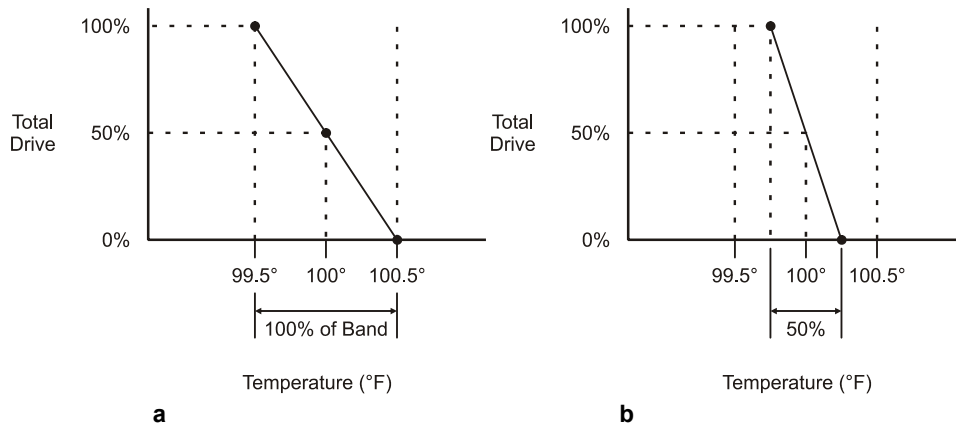 100%
Total
Drive
50%
0%
99.5° 100° 100.5°
100% of Band
Temperature (°F)
a
100%
Total
Drive
50%
0%
99.5° 100° 100.5°
50%
Temperature (°F)
b